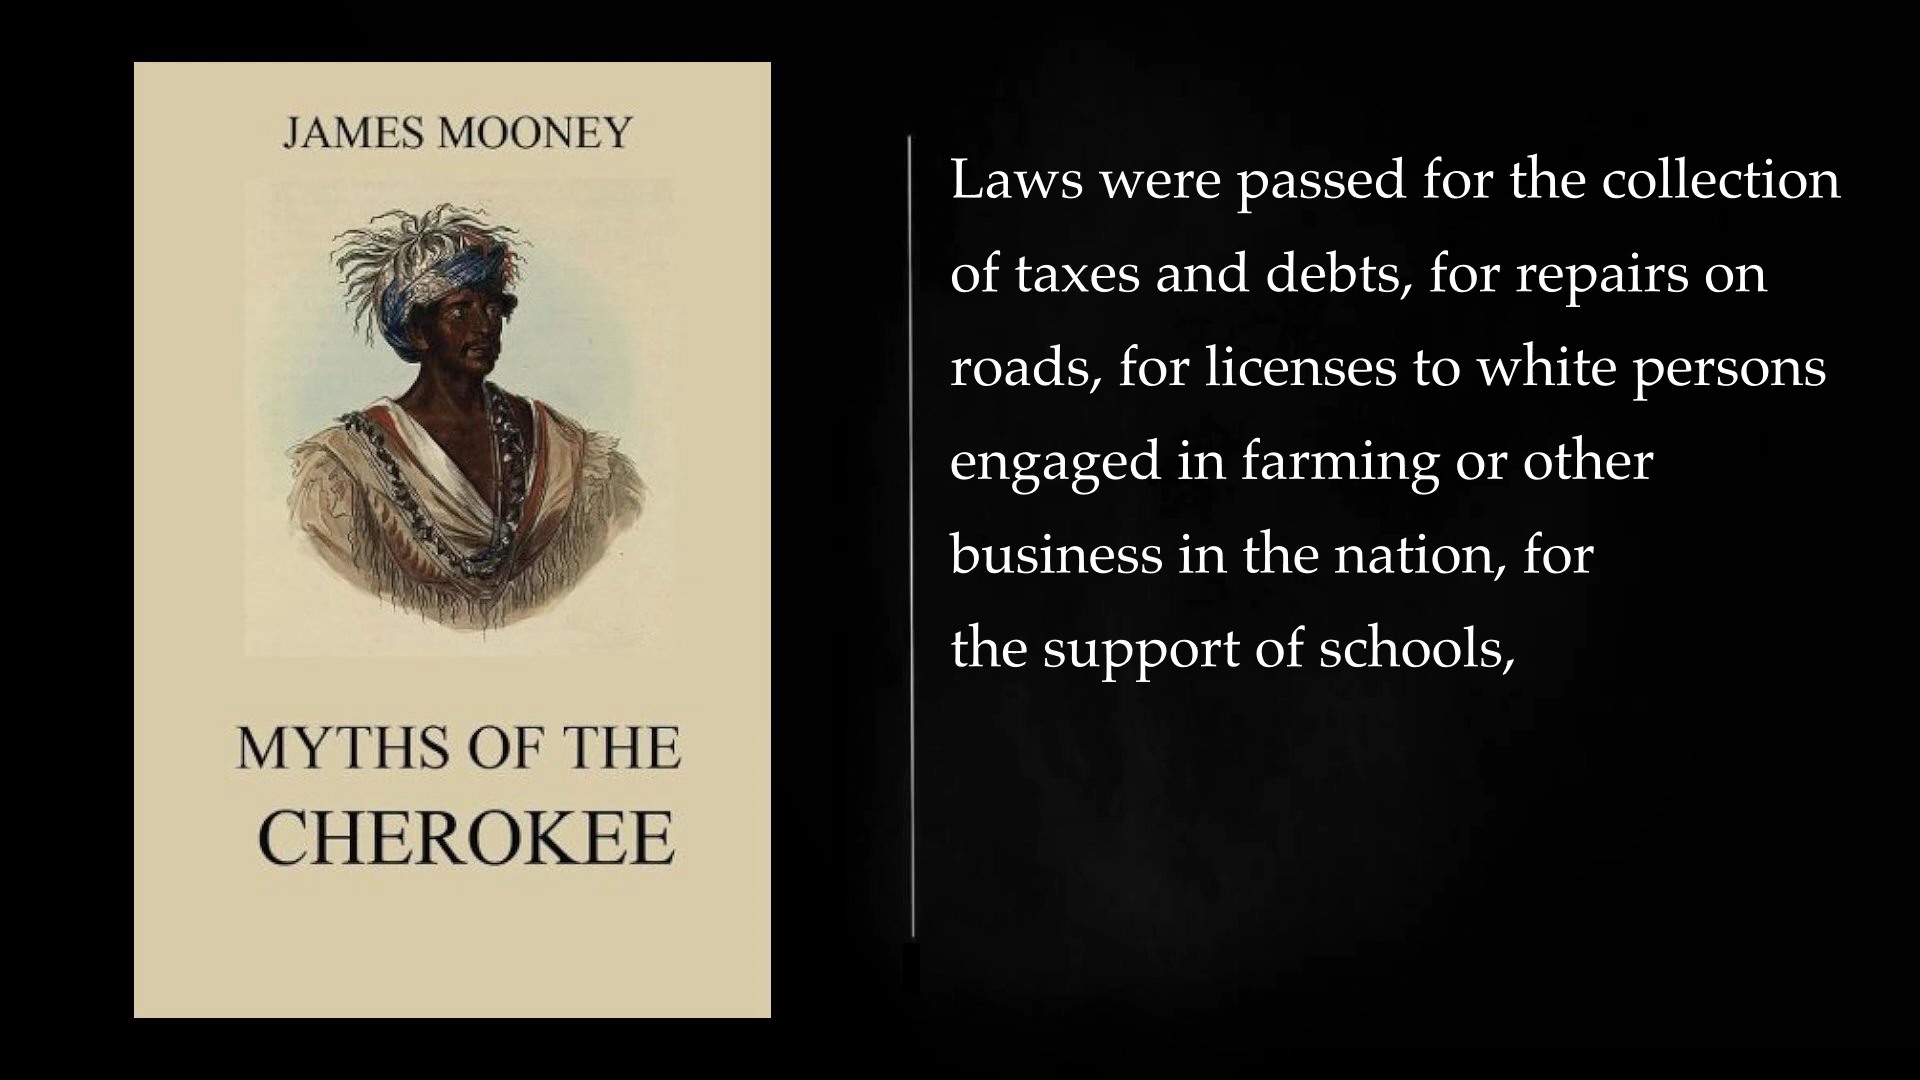 JAMES MOONEY
MYTHS OF THE
CHEROKEE
Laws were passed for the collection
of taxes and debts, for repairs on
roads, for licenses to white persons
engaged in farming or other
business in the nation, for
the support of schools,